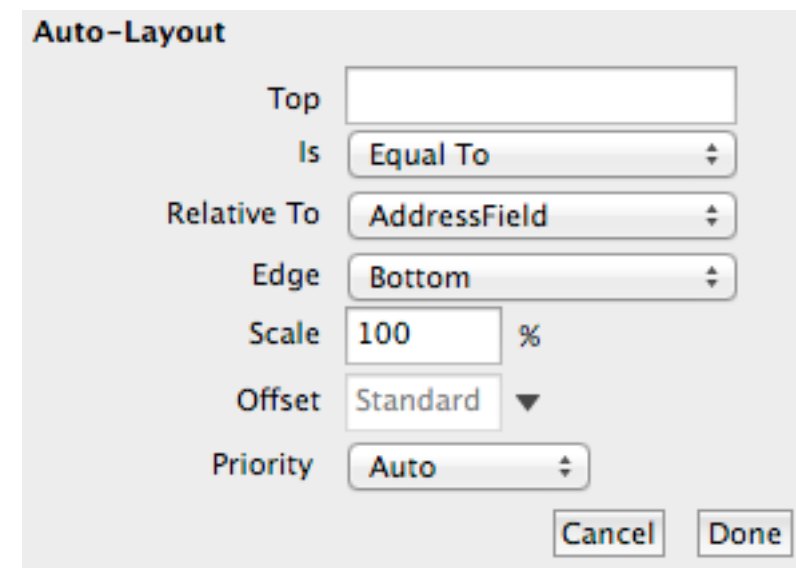 Auto-Layout
Top
Is Equal To
Relative To AddressField
Edge Bottom
Scale 100 %
Offset Standard
Priority Auto
Cancel Done